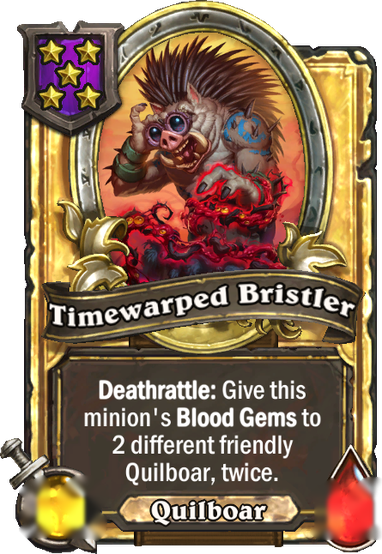 Timewarped Bristler
Deathrattle: Give this
minion's Blood Gems to
2 different friendly
Quilboar, twice.
Quilboar